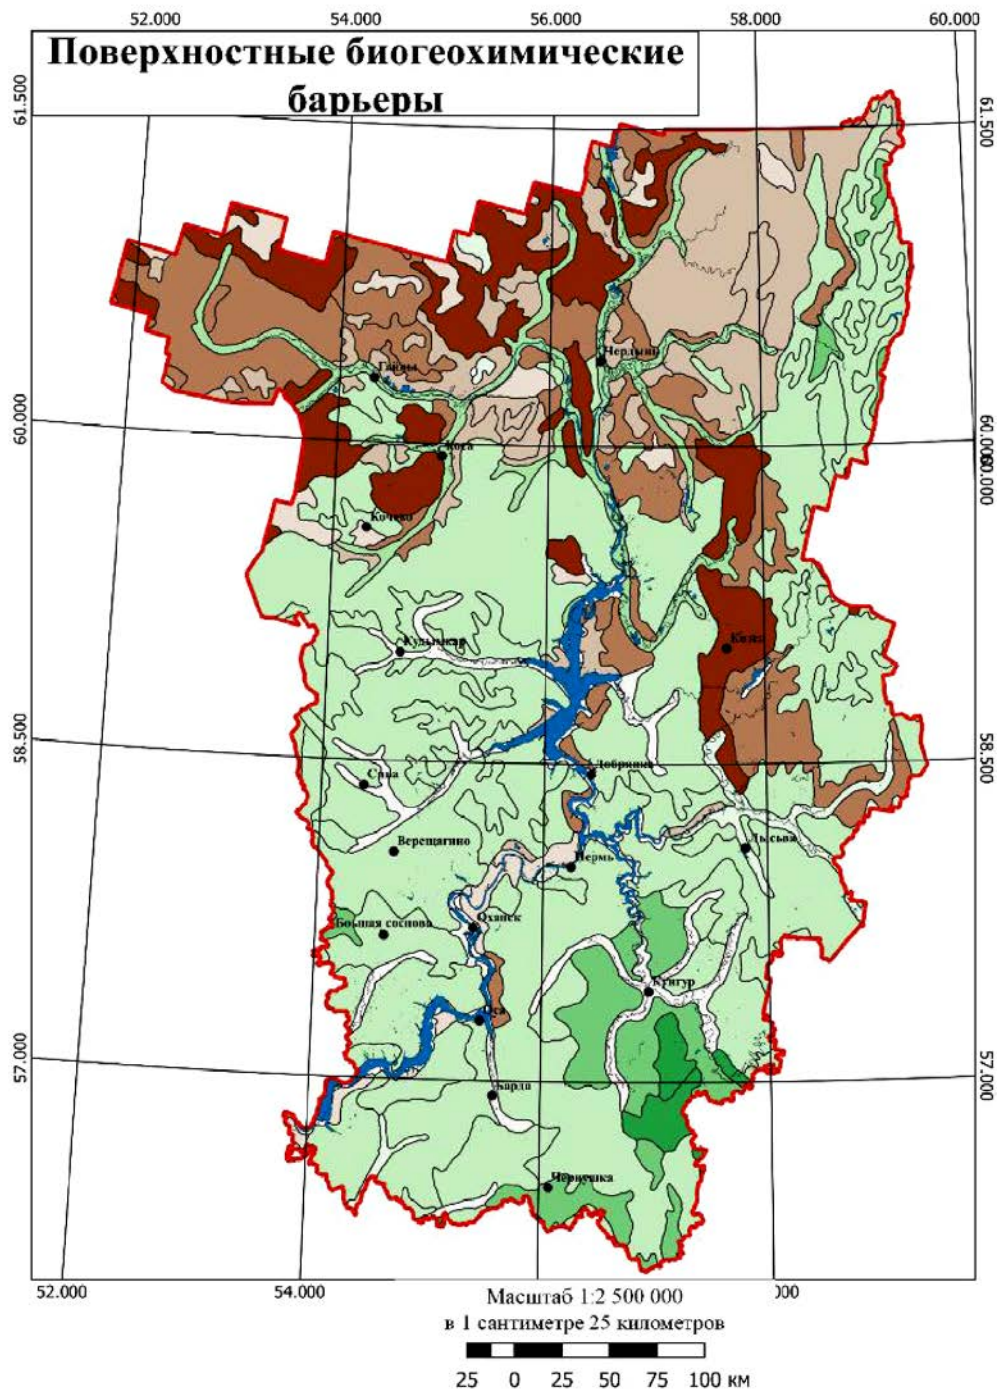 52.000 54.000 56.000 58.000 60.000
Поверхностные биогеохимические
барьеры
61.500
61.500
Чердынь
Гайны
60.000
60.000
60.000
Коса
Кочево
Кудымкар
Кизел
58.500
58.500
Добрянка
Сива
Верещагино
Лысьва
Пермь
Большая соснова
Оханск
Кунгур
Оса
57.000
57.000
Барда
Чернушка
52.000 54.000
Масштаб 1:2 500 000
в 1 сантиметре 25 километров
25 0 25 50 75 100 км